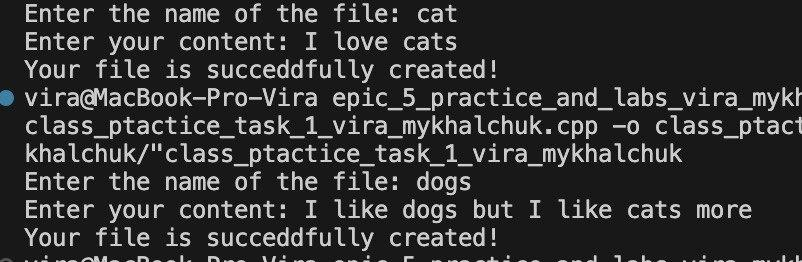 Enter the name of the file: cat
Enter your content: I love cats
Your file is succeddfully created!
vira@MacBook-Pro-Vira epic_5_practice_and_labs_vira_mykh
class_ptactice_task_1_vira_mykhalchuk.cpp -o class_ptact
khalchuk/"class_ptactice_task_1_vira_mykhalchuk
Enter the name of the file: dogs
Enter your content: I like dogs but I like cats more
Your file is succeddfully created!